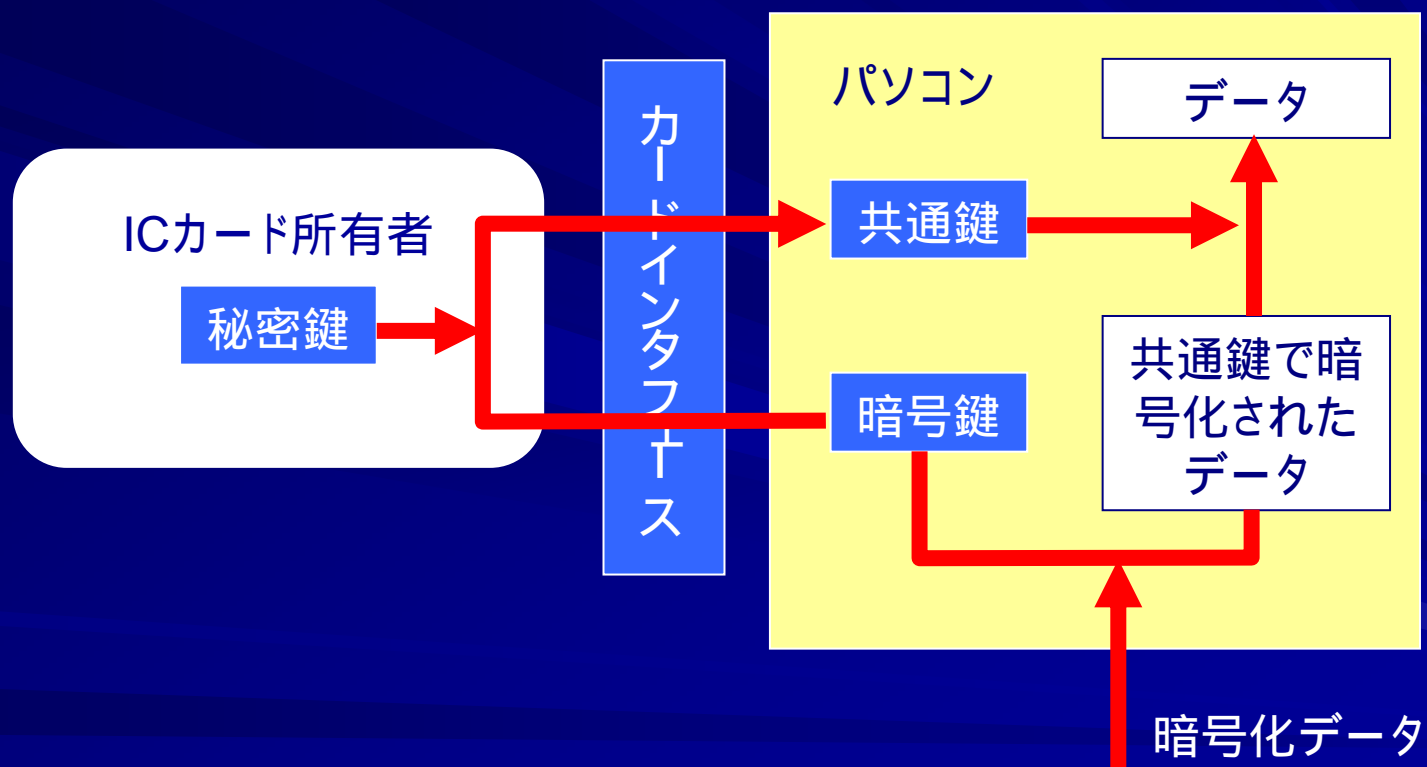 パソコン
データ
カードインタフェース
ICカード所有者
共通鍵
秘密鍵
共通鍵で暗
号化された
データ
暗号鍵
暗号化データ